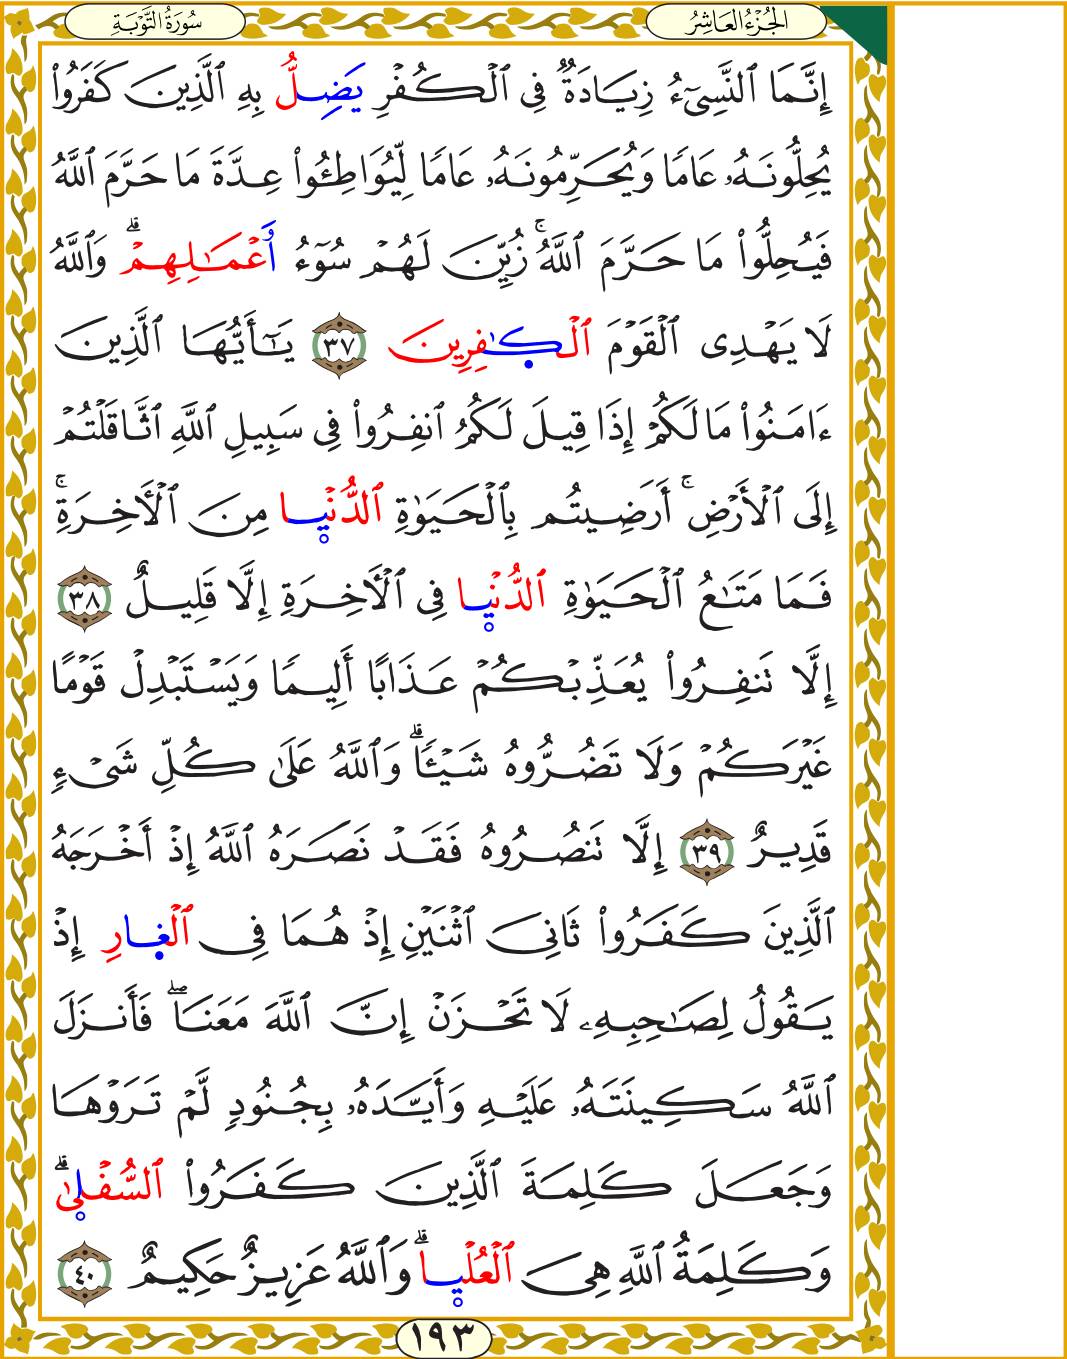 سُورَةُ التَّوْبَةِ
الجُزْءُ العَاشِرُ
إِنَّمَا ٱلنَّسِىٓءُ زِيَادَةٌ فِى ٱلْكُفْرِ يَضِلُّ بِهِ ٱلَّذِينَ كَفَرُوا۟
يُحِلُّونَهُۥ عَامًا وَيُحَرِّمُونَهُۥ عَامًا لِّيُوَاطِـُٔوا۟ عِدَّةَ مَا حَرَّمَ ٱللَّهُ
فَيُحِلُّوا۟ مَا حَرَّمَ ٱللَّهُ ۚ زُيِّنَ لَهُمْ سُوٓءُ أَعْمَـٰلِهِمْ ۗ وَٱللَّهُ
لَا يَهْدِى ٱلْقَوْمَ ٱلْكَـٰفِرِينَ ٣٧ يَـٰٓأَيُّهَا ٱلَّذِينَ
ءَامَنُوا۟ مَا لَكُمْ إِذَا قِيلَ لَكُمُ ٱنفِرُوا۟ فِى سَبِيلِ ٱللَّهِ ٱثَّاقَلْتُمْ
إِلَى ٱلْأَرْضِ ۚ أَرَضِيتُم بِٱلْحَيَوٰةِ ٱلدُّنْيَا مِنَ ٱلْـَٔاخِرَةِ ۚ
فَمَا مَتَـٰعُ ٱلْحَيَوٰةِ ٱلدُّنْيَا فِى ٱلْـَٔاخِرَةِ إِلَّا قَلِيلٌ ٣٨
إِلَّا تَنفِرُوا۟ يُعَذِّبْكُمْ عَذَابًا أَلِيمًا وَيَسْتَبْدِلْ قَوْمًا
غَيْرَكُمْ وَلَا تَضُرُّوهُ شَيْـًٔا ۗ وَٱللَّهُ عَلَىٰ كُلِّ شَىْءٍ
قَدِيرٌ ٣٩ إِلَّا تَنصُرُوهُ فَقَدْ نَصَرَهُ ٱللَّهُ إِذْ أَخْرَجَهُ
ٱلَّذِينَ كَفَرُوا۟ ثَانِىَ ٱثْنَيْنِ إِذْ هُمَا فِى ٱلْغَارِ إِذْ
يَقُولُ لِصَـٰحِبِهِۦ لَا تَحْزَنْ إِنَّ ٱللَّهَ مَعَنَا ۖ فَأَنزَلَ
ٱللَّهُ سَكِينَتَهُۥ عَلَيْهِ وَأَيَّدَهُۥ بِجُنُودٍ لَّمْ تَرَوْهَا
وَجَعَلَ كَلِمَةَ ٱلَّذِينَ كَفَرُوا۟ ٱلسُّفْلَىٰ ۗ
وَكَلِمَةُ ٱللَّهِ هِىَ ٱلْعُلْيَا ۗ وَٱللَّهُ عَزِيزٌ حَكِيمٌ ٤٠
١٩٣